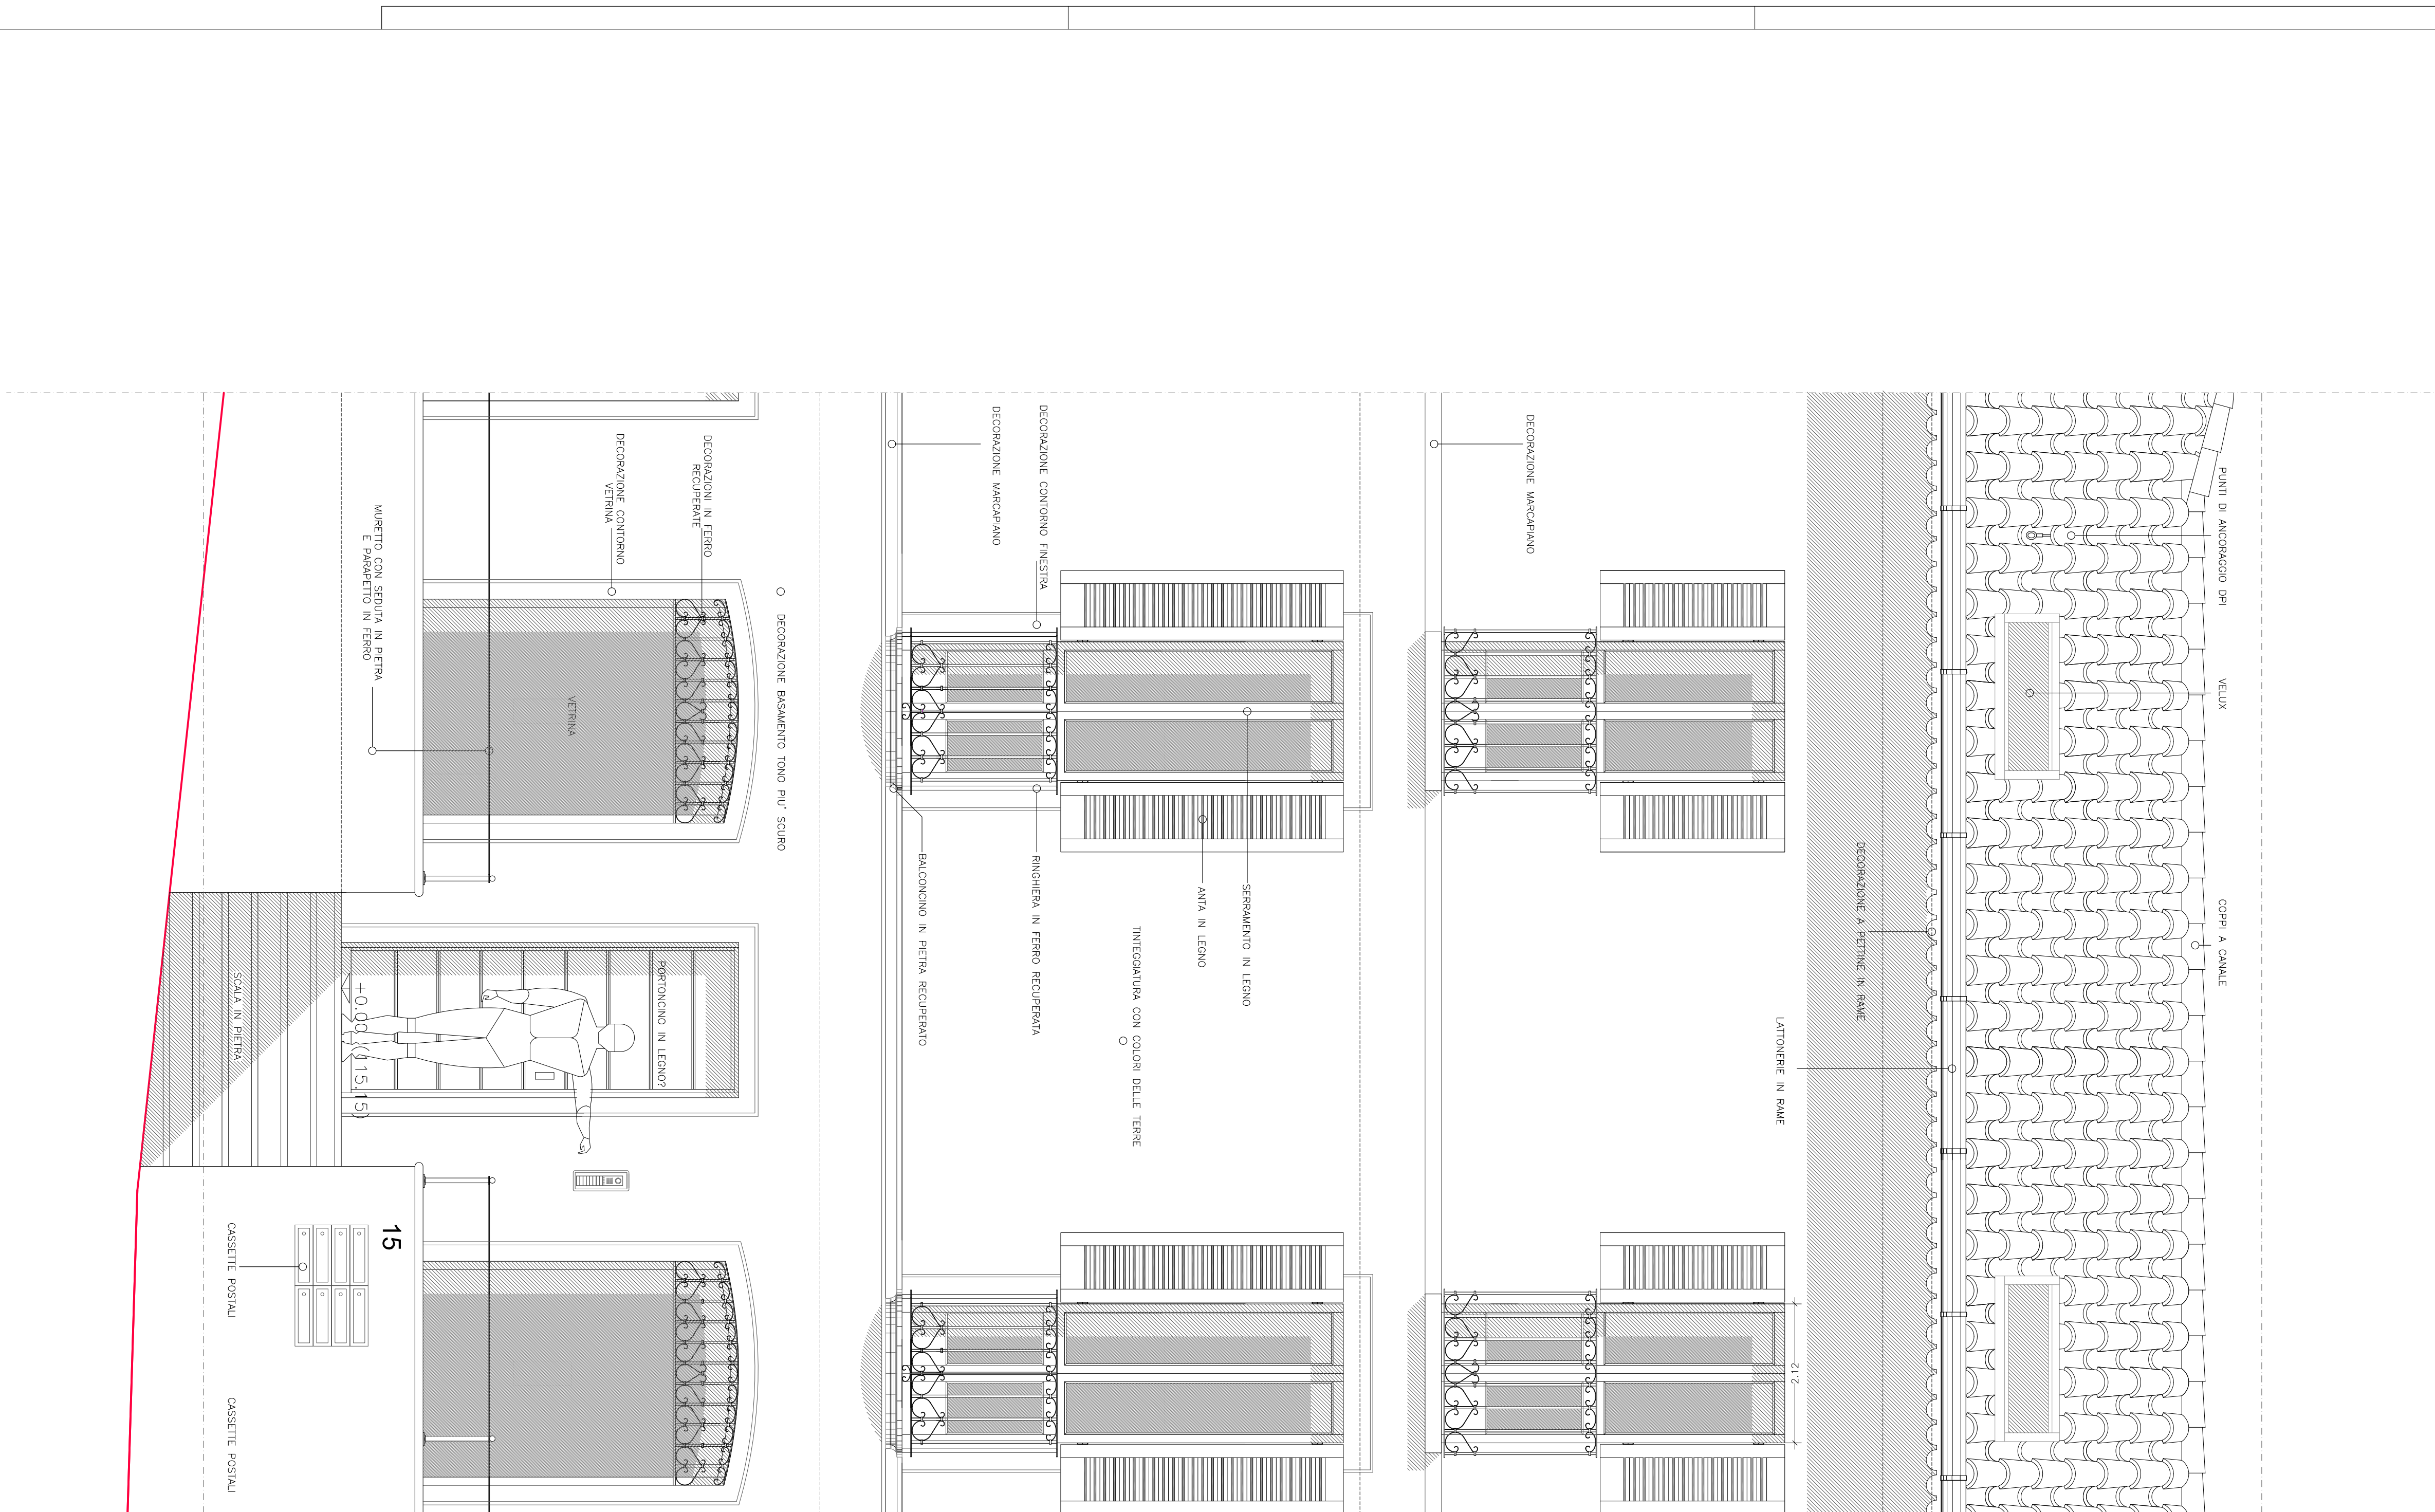 PUNTI DI ANCORAGGIO DPI
VELUX
COPPI A CANALE
DECORAZIONE A PETTINE IN RAME
LATTONERIE IN RAME
2.12
DECORAZIONE MARCAPIANO
SERRAMENTO IN LEGNO
ANTA IN LEGNO
TINTEGGIATURA CON COLORI DELLE TERRE
DECORAZIONE CONTORNO FINESTRA
RINGHIERA IN FERRO RECUPERATA
DECORAZIONE MARCAPIANO
BALCONCINO IN PIETRA RECUPERATO
DECORAZIONE BASAMENTO TONO PIU' SCURO
DECORAZIONI IN FERRO
RECUPERATE
PORTONCINO IN LEGNO?
DECORAZIONE CONTORNO
VETRINA
VETRINA
MURETTO CON SEDUTA IN PIETRA
E PARAPETTO IN FERRO
15
+0.00 ( 15.15)
SCALA IN PIETRA
CASSETTE POSTALI
CASSETTE POSTALI